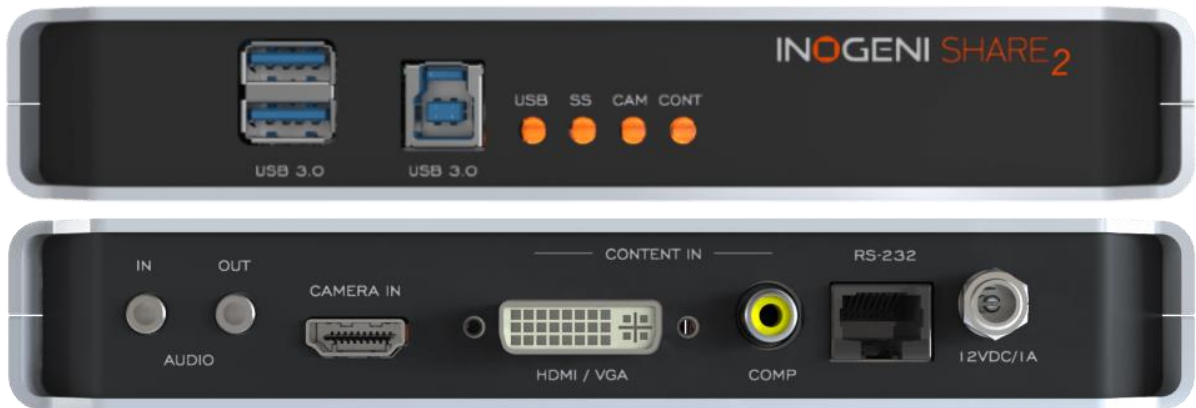 INOGENI SHARE2
USB SS CAM CONT
USB 3.0 USB 3.0
IN OUT CONTENT IN RS-232
CAMERA IN
AUDIO HDMI / VGA COMP 12VDC/1A